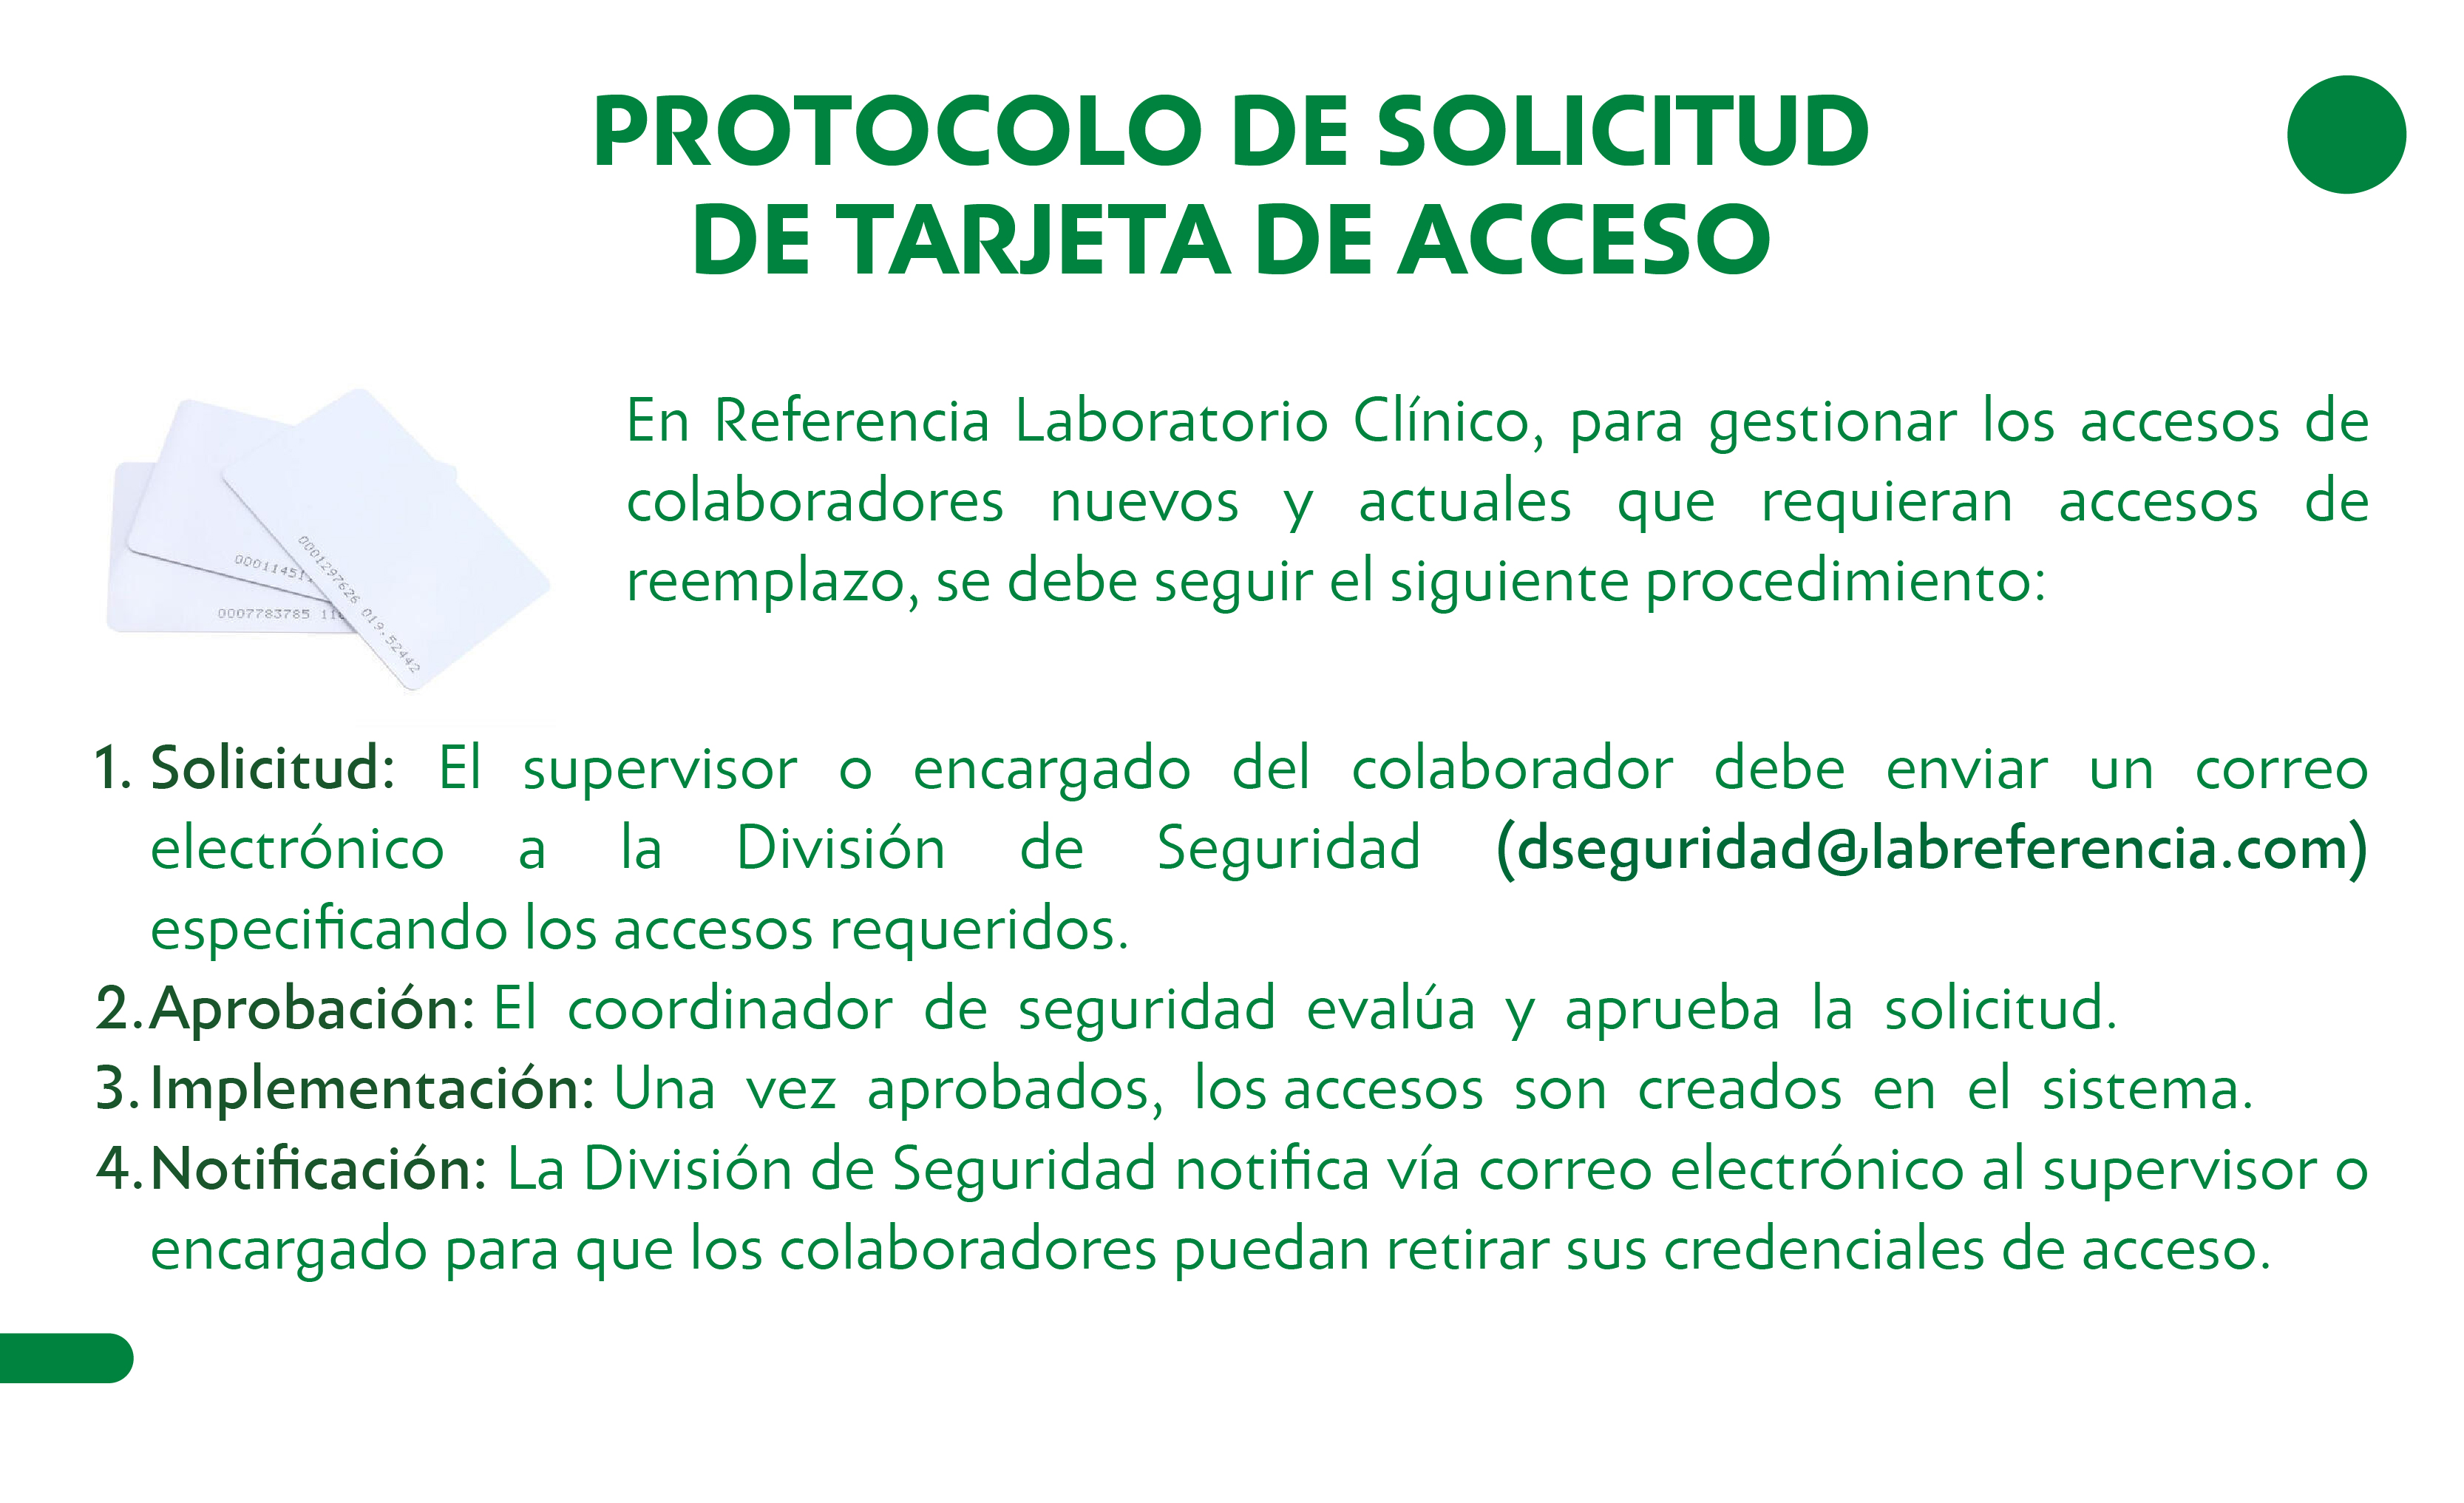 PROTOCOLO DE SOLICITUD
DE TARJETA DE ACCESO
En Referencia Laboratorio Clínico, para gestionar los accesos de
colaboradores nuevos y actuales que requieran accesos de
reemplazo, se debe seguir el siguiente procedimiento:
00011451
0001297626 019.52442
0007783785 11
1. Solicitud: El supervisor o encargado del colaborador debe enviar un correo
electrónico a la División de Seguridad (dseguridad@labreferencia.com)
especificando los accesos requeridos.
2. Aprobación: El coordinador de seguridad evalúa y aprueba la solicitud.
3. Implementación: Una vez aprobados, los accesos son creados en el sistema.
4. Notificación: La División de Seguridad notifica vía correo electrónico al supervisor o
encargado para que los colaboradores puedan retirar sus credenciales de acceso.